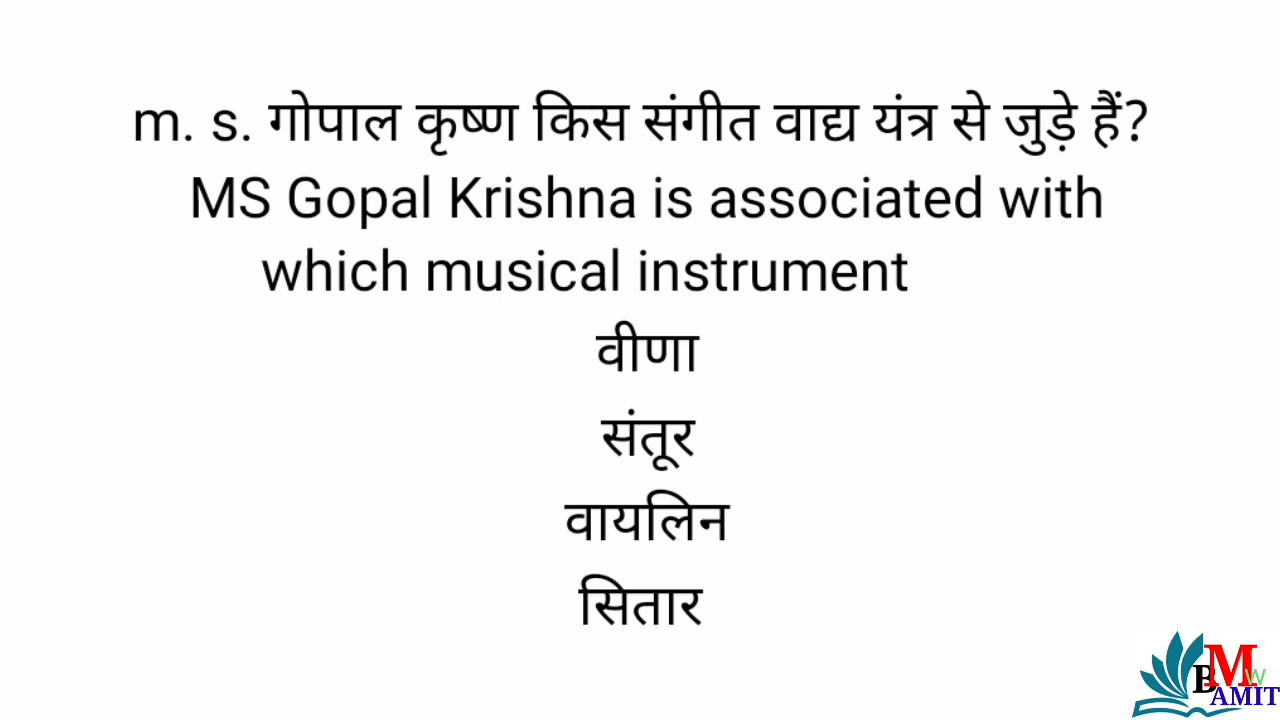 m. s. गोपाल कृष्ण किस संगीत वाद्य यंत्र से जुड़े हैं?
MS Gopal Krishna is associated with
which musical instrument
वीणा
संतूर
वायलिन
सितार
B M W
AMIT